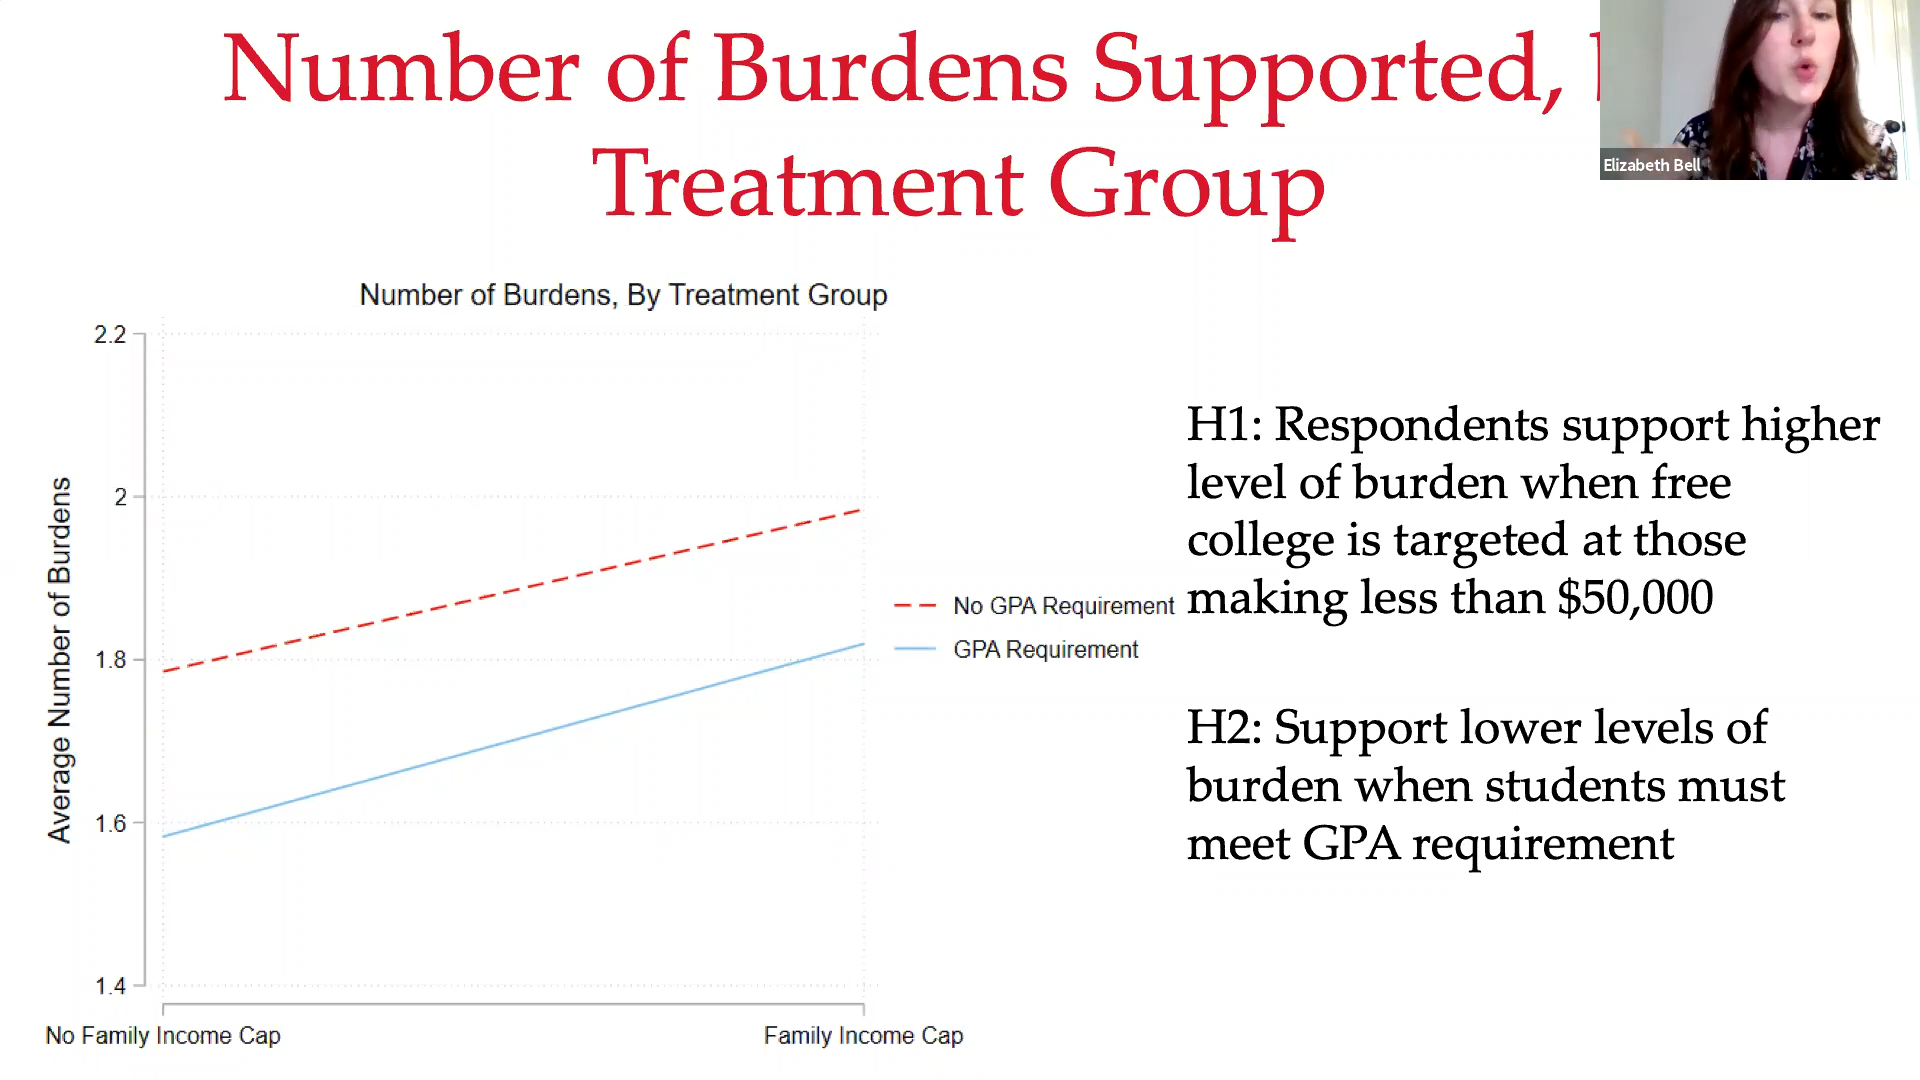 Number of Burdens Supported,
Treatment Group
Elizabeth Bell
Number of Burdens, By Treatment Group
2.2
2
1.8
1.6
1.4
Average Number of Burdens
No Family Income Cap
Family Income Cap
No GPA Requirement
GPA Requirement
H1: Respondents support higher
level of burden when free
college is targeted at those
making less than $50,000
H2: Support lower levels of
burden when students must
meet GPA requirement